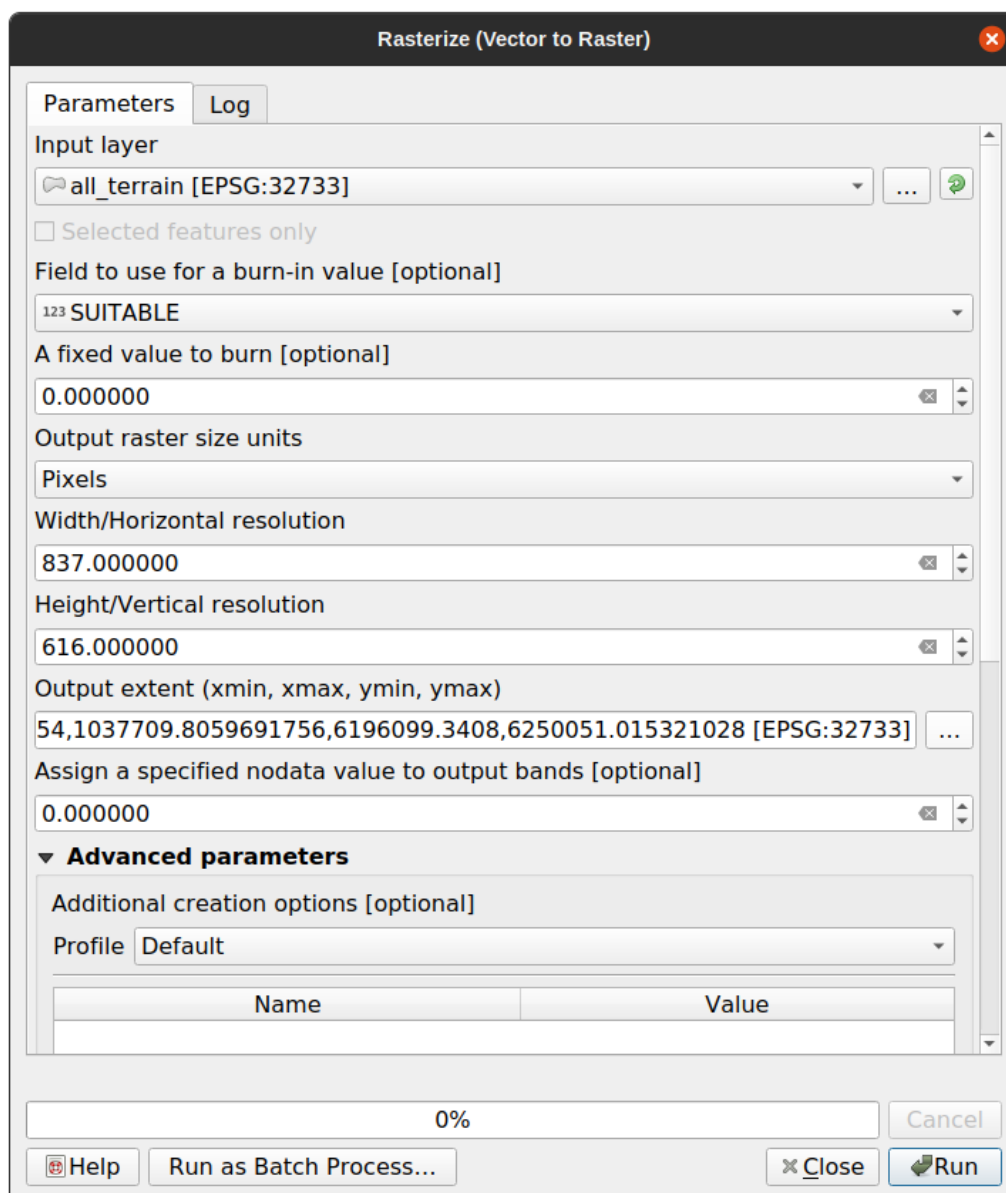 Rasterize (Vector to Raster)
Parameters Log
Input layer
all_terrain [EPSG:32733] ...
Selected features only
Field to use for a burn-in value [optional]
123 SUITABLE
A fixed value to burn [optional]
0.000000
Output raster size units
Pixels
Width/Horizontal resolution
837.000000
Height/Vertical resolution
616.000000
Output extent (xmin, xmax, ymin, ymax)
54,1037709.8059691756,6196099.3408,6250051.015321028 [EPSG:32733] ...
Assign a specified nodata value to output bands [optional]
0.000000
Advanced parameters
Additional creation options [optional]
Profile Default
Name Value
0% Cancel
Help Run as Batch Process... Close Run